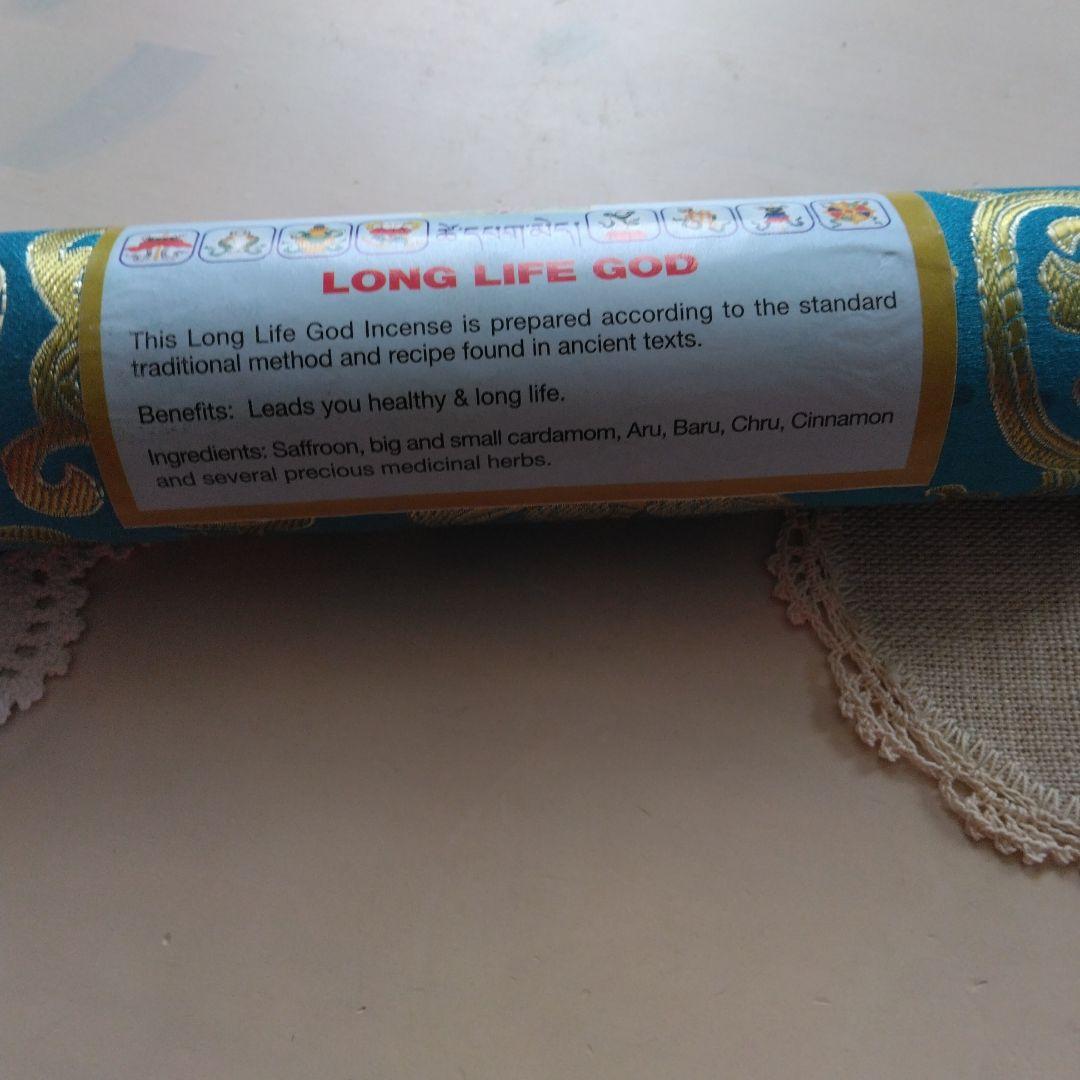 ཚེ་དཔག་མེད།
LONG LIFE GOD
This Long Life God Incense is prepared according to the standard
traditional method and recipe found in ancient texts.
Benefits: Leads you healthy & long life.
Ingredients: Saffroon, big and small cardamom, Aru, Baru, Chru, Cinnamon
and several precious medicinal herbs.